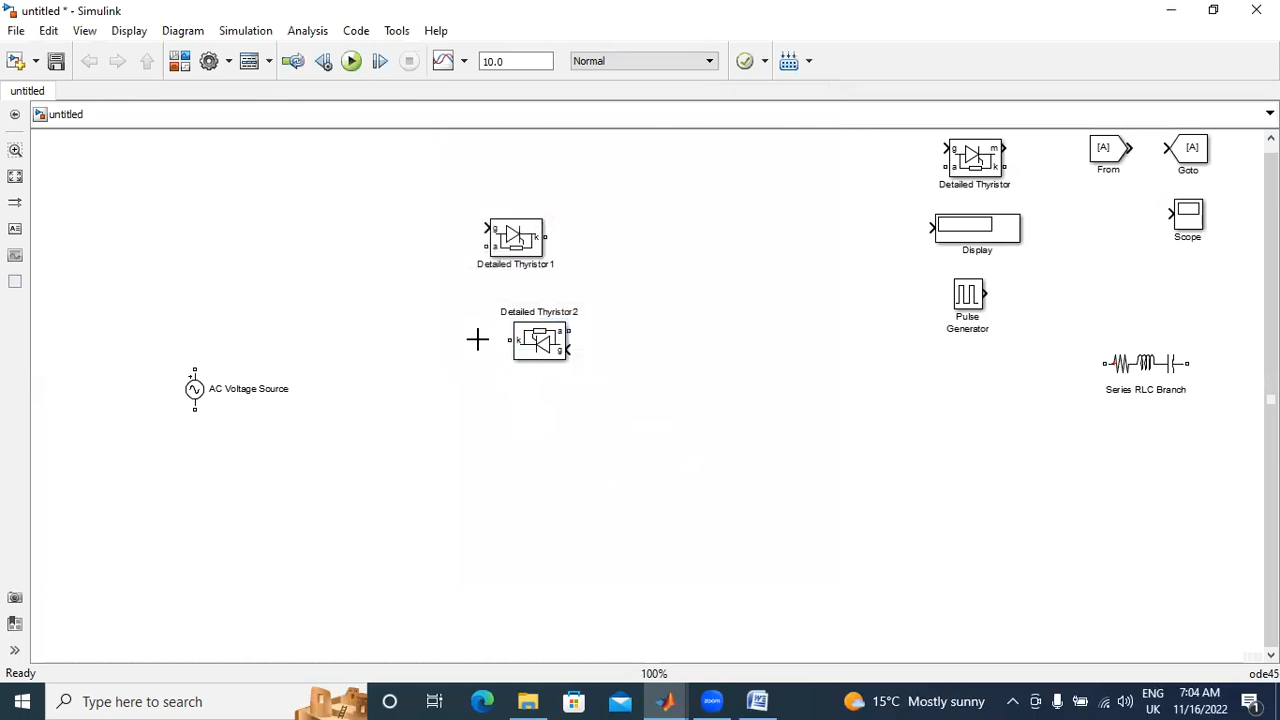 untitled * - Simulink
File Edit View Display Diagram Simulation Analysis Code Tools Help
10.0
Normal
untitled
untitled
g
m
a
k
Detailed Thyristor
[A]
From
[A]
Goto
g
a
k
Detailed Thyristor1
Display
Scope
Detailed Thyristor2
k
a
g
Pulse
Generator
+
AC Voltage Source
Series RLC Branch
Ready
100%
ode45
Type here to search
zoom
15°C Mostly sunny
ENG
UK
7:04 AM
11/16/2022
1